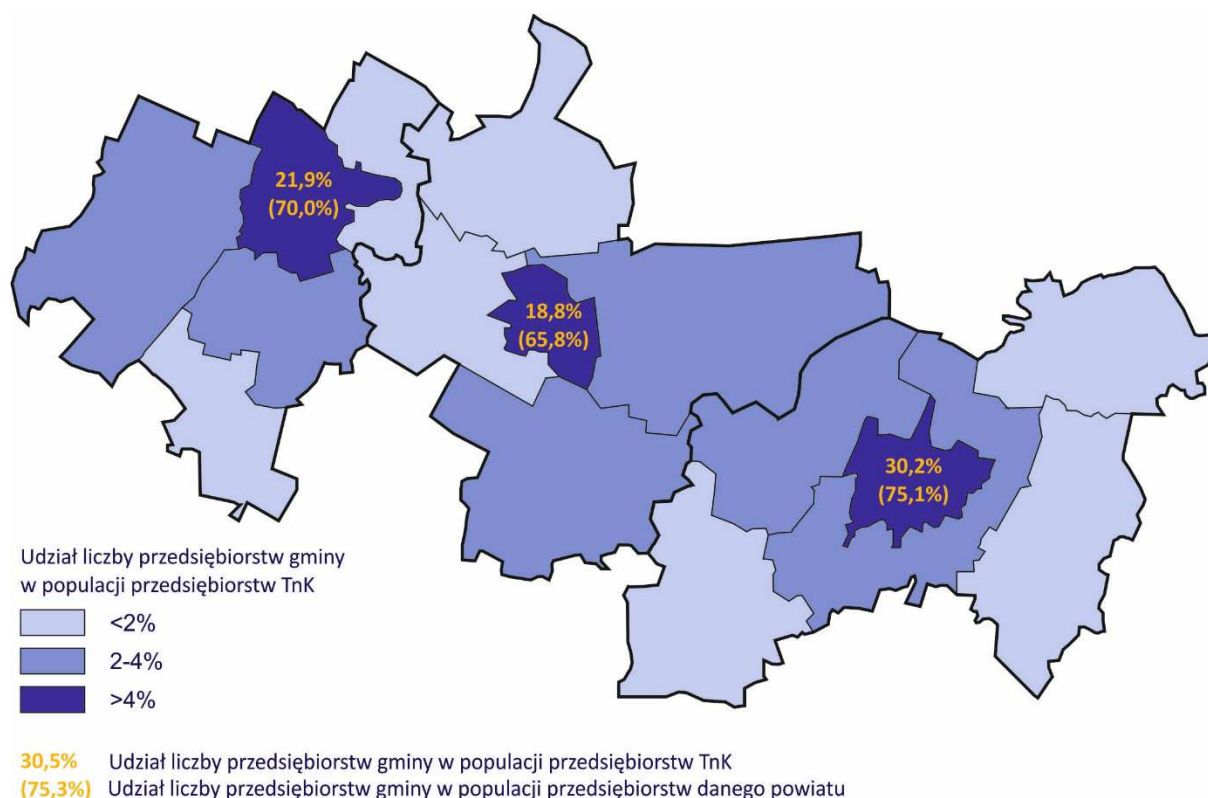 21,9%
(70,0%)
18,8%
(65,8%)
30,2%
(75,1%)
Udział liczby przedsiębiorstw gminy
w populacji przedsiębiorstw TnK
<2%
2-4%
>4%
30,5% Udział liczby przedsiębiorstw gminy w populacji przedsiębiorstw TnK
(75,3%) Udział liczby przedsiębiorstw gminy w populacji przedsiębiorstw danego powiatu